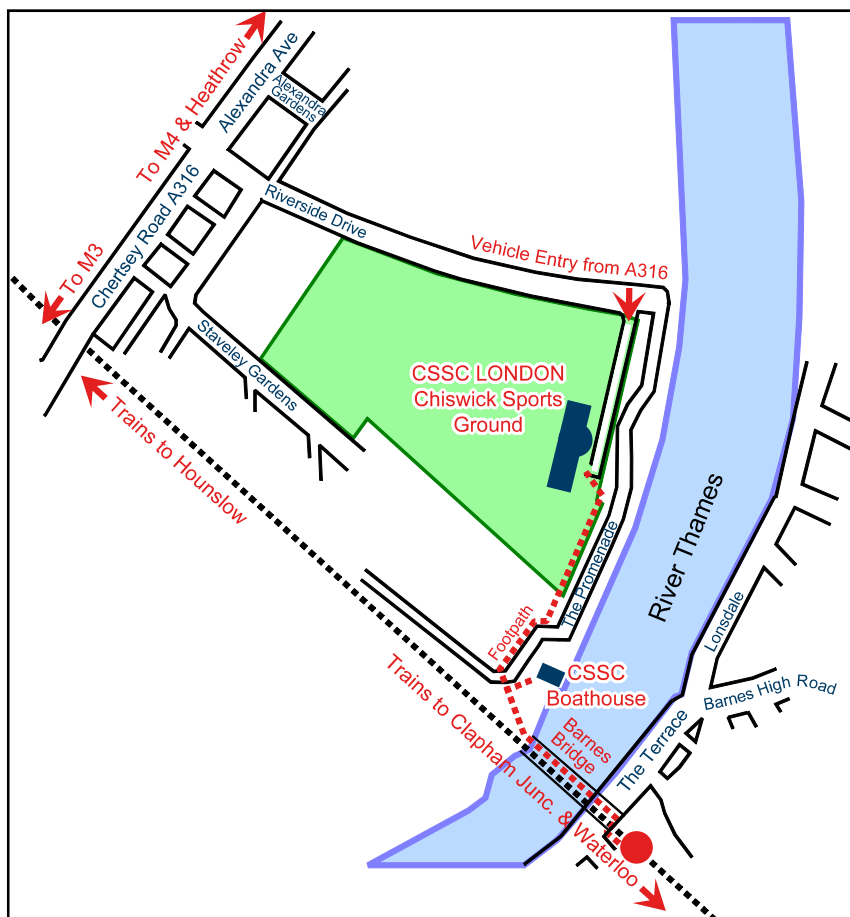 To M4 & Heathrow
Alexandra Ave
Alexandra
Gardens
Chertsey Road A316
To M3
Riverside Drive
Vehicle Entry from A316
Staveley Gardens
CSSC LONDON
Chiswick Sports
Ground
Trains to Hounslow
River Thames
The Promenade
Footpath
Lonsdale
CSSC
Boathouse
Barnes High Road
Barnes
Bridge
The Terrace
Trains to Clapham Junc. & Waterloo